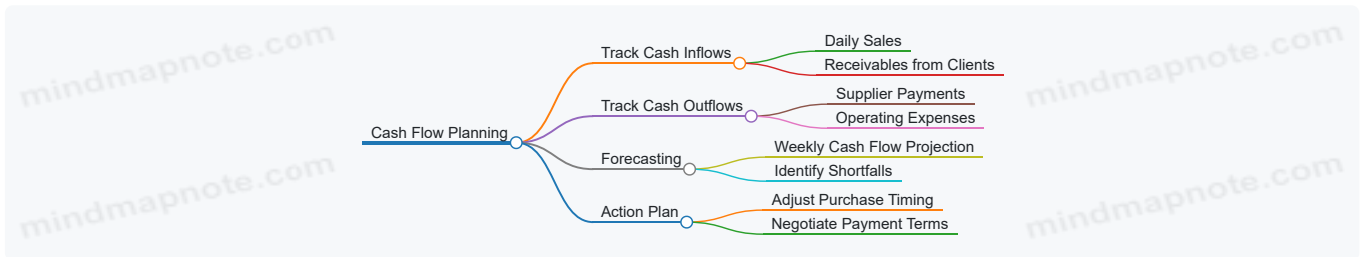 mindmapnote.com
mindmapnote.com
Daily Sales
Track Cash Inflows
Receivables from Clients
Supplier Payments
Track Cash Outflows
Operating Expenses
Cash Flow Planning
Weekly Cash Flow Projection
Forecasting
Identify Shortfalls
Adjust Purchase Timing
Action Plan
Negotiate Payment Terms
mindmapnote.com
mindmapnote.com